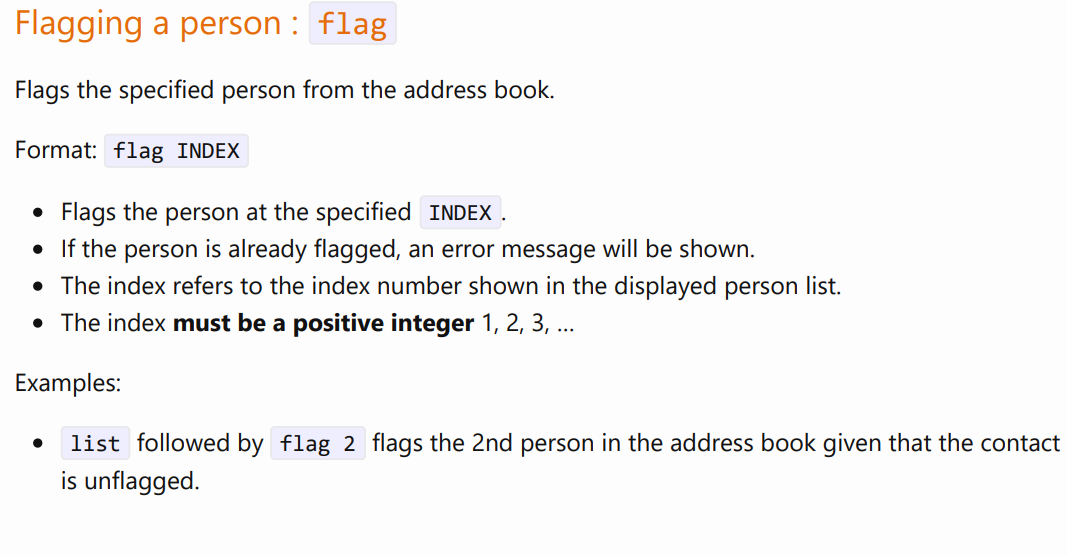 Flagging a person : flag
Flags the specified person from the address book.
Format: flag INDEX
• Flags the person at the specified INDEX.
• If the person is already flagged, an error message will be shown.
• The index refers to the index number shown in the displayed person list.
• The index must be a positive integer 1, 2, 3, …
Examples:
• list followed by flag 2 flags the 2nd person in the address book given that the contact
is unflagged.